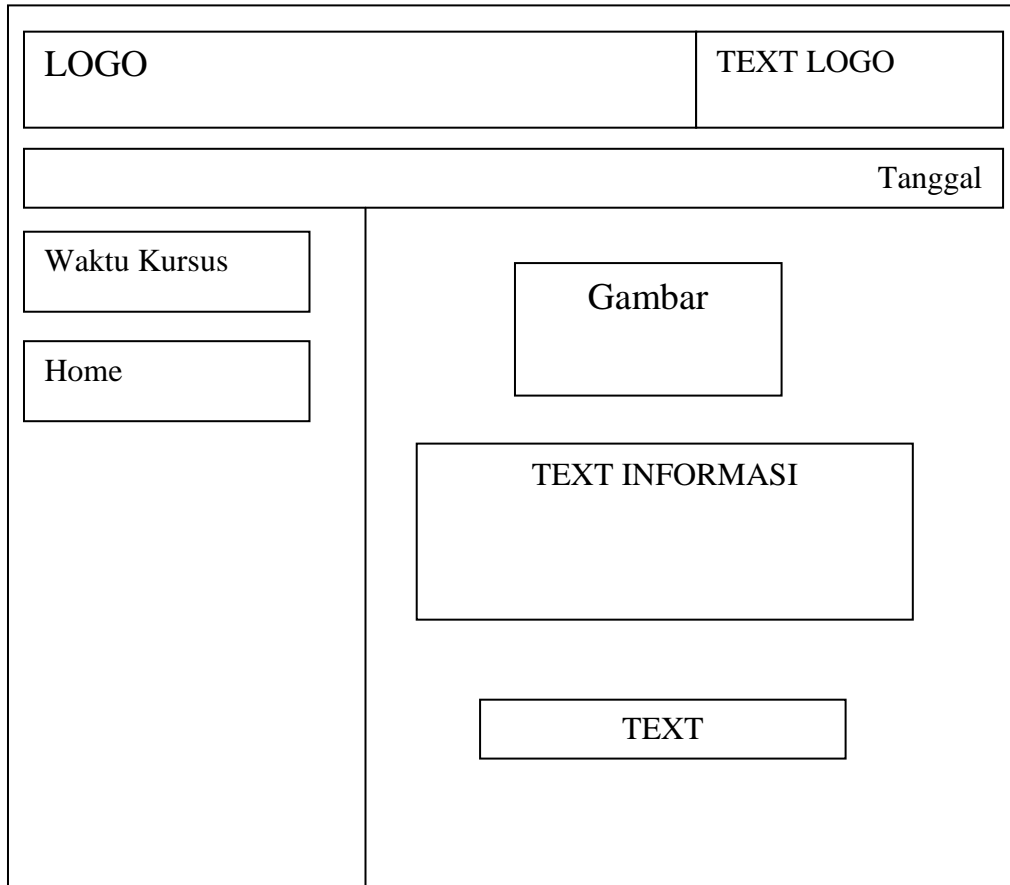 LOGO
TEXT LOGO
Tanggal
Waktu Kursus
Home
Gambar
TEXT INFORMASI
TEXT